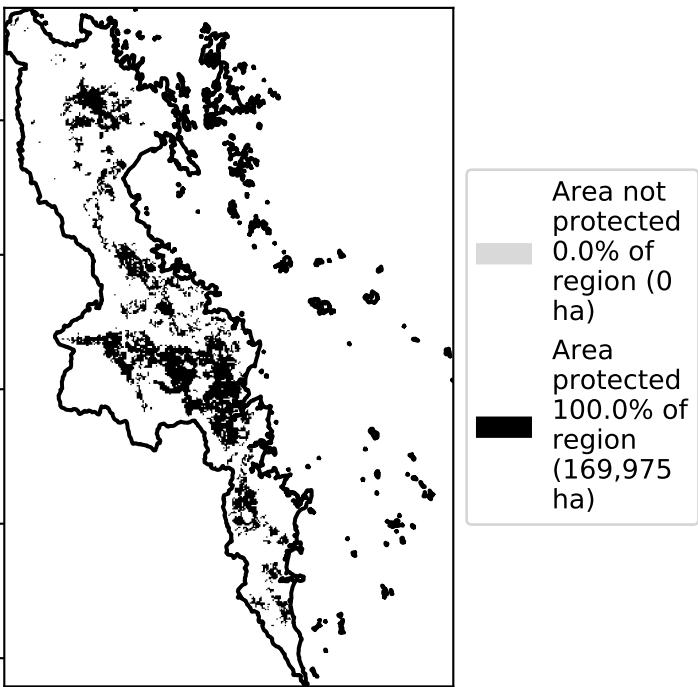 Area not
protected
0.0% of
region (0
ha)
Area
protected
100.0% of
region
(169,975
ha)